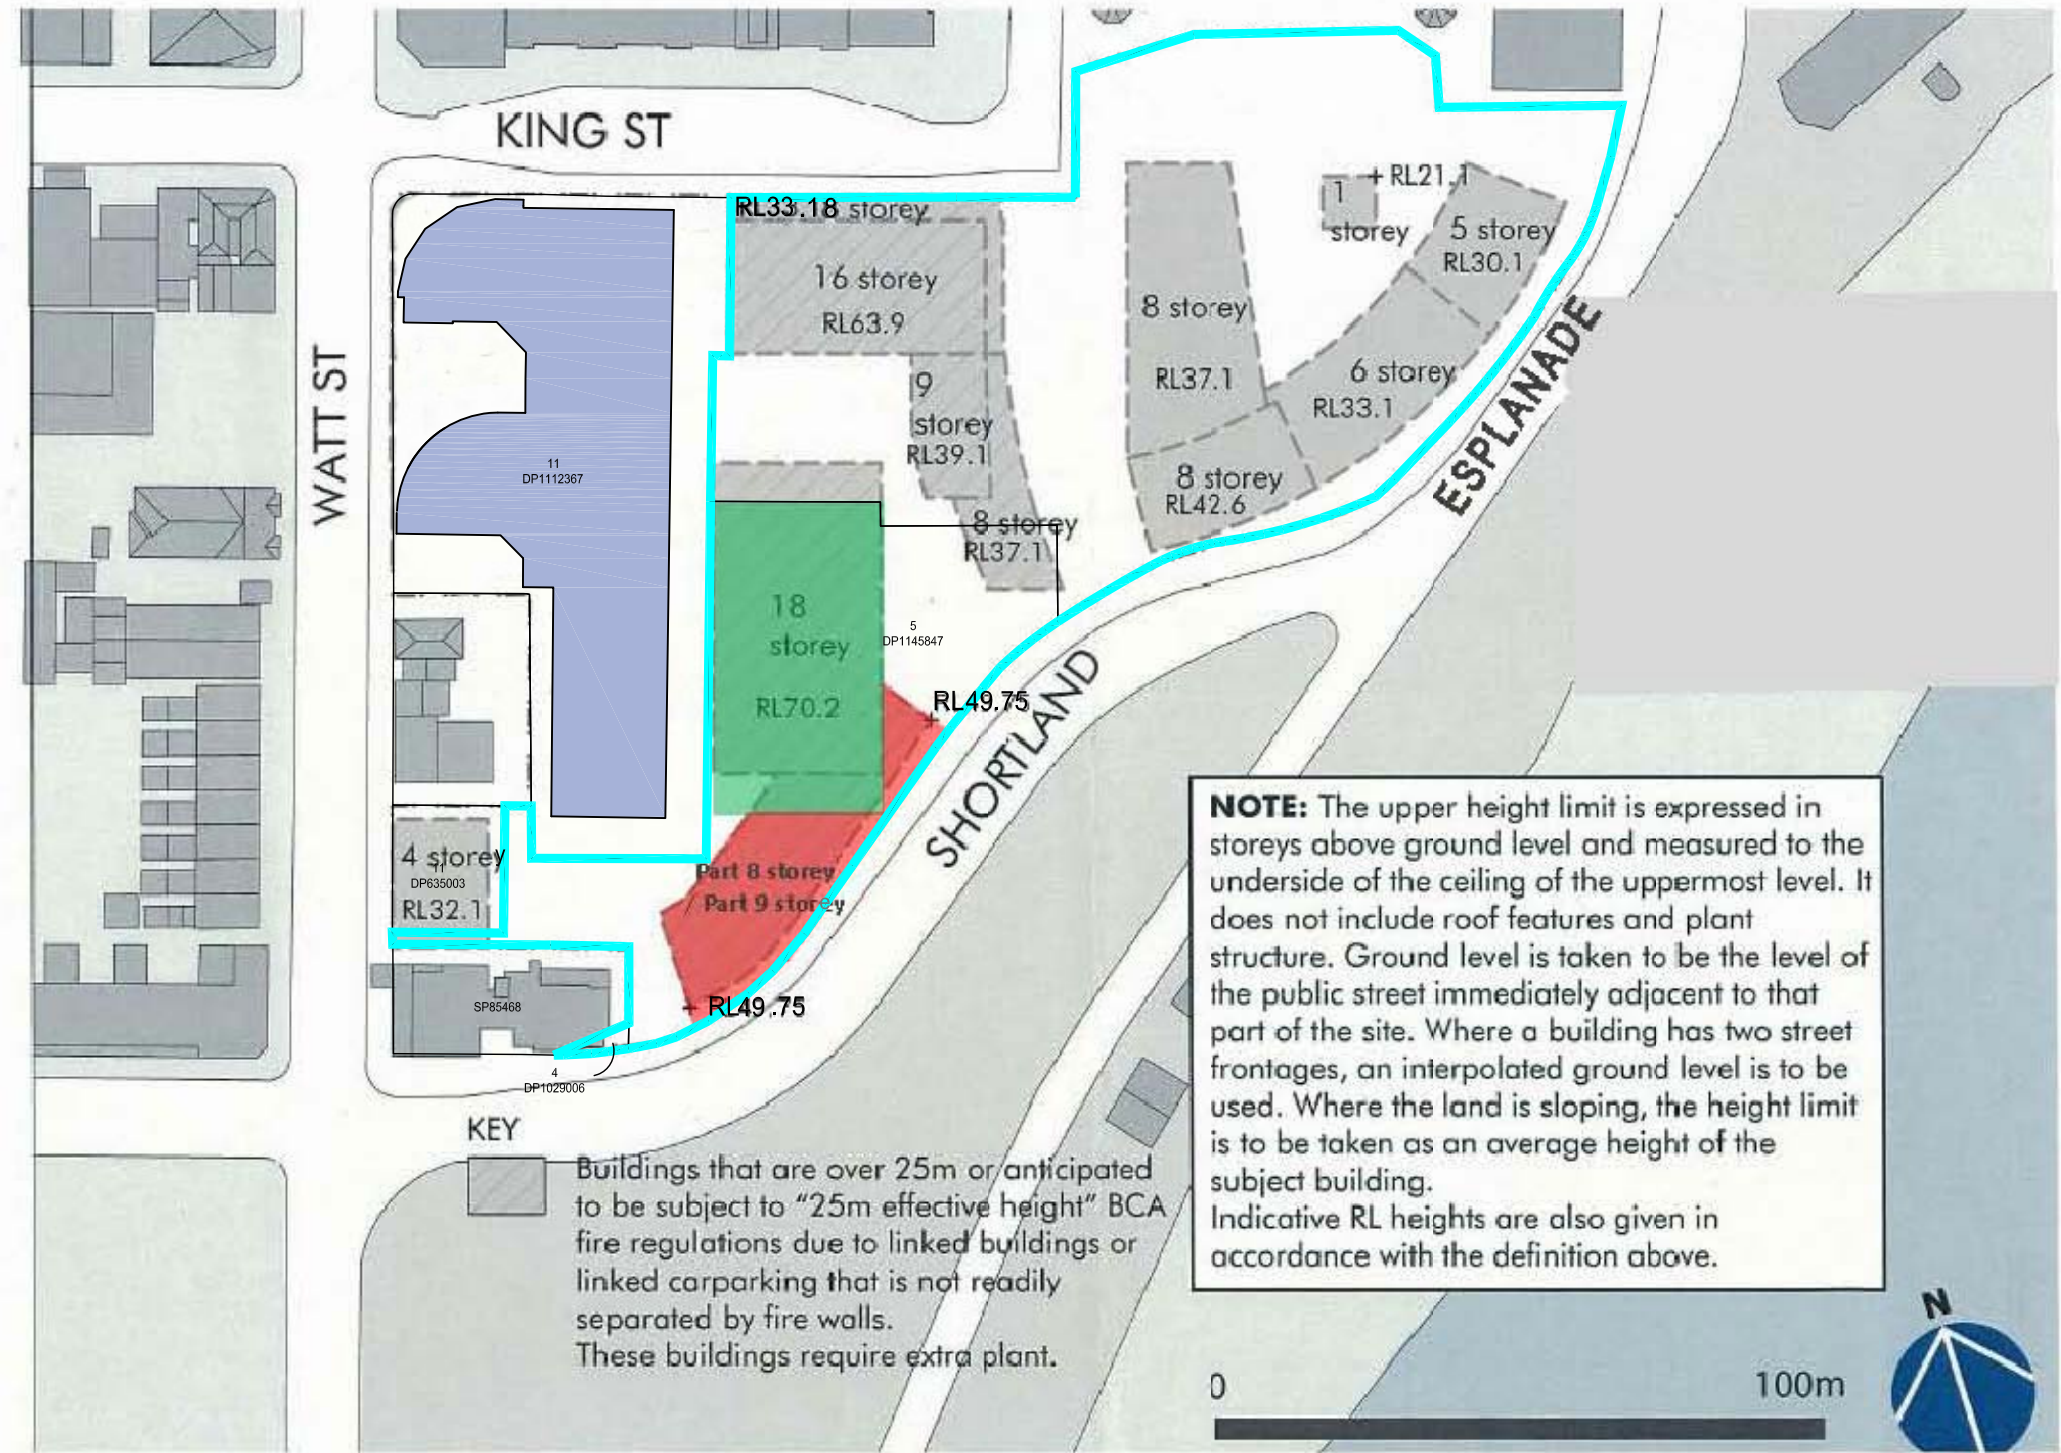 KING ST
WATT ST
RL33.18 storey
16 storey
RL63.9
9
storey
RL39.1
8 storey
RL37.1
8 storey
RL37.1
8 storey
RL42.6
1
storey
+ RL21.1
5 storey
RL30.1
6 storey
RL33.1
ESPLANADE
SHORTLAND
11
DP1112367
18
storey
RL70.2
5
DP1145847
RL49.75
Part 8 storey
/ Part 9 storey
RL49.75
4 storey
11
DP635003
RL32.1
SP85468
4
DP1029006
KEY
Buildings that are over 25m or anticipated
to be subject to "25m effective height" BCA
fire regulations due to linked buildings or
linked carparking that is not readily
separated by fire walls.
These buildings require extra plant.
NOTE: The upper height limit is expressed in
storeys above ground level and measured to the
underside of the ceiling of the uppermost level. It
does not include roof features and plant
structure. Ground level is taken to be the level of
the public street immediately adjacent to that
part of the site. Where a building has two street
frontages, an interpolated ground level is to be
used. Where the land is sloping, the height limit
is to be taken as an average height of the
subject building.
Indicative RL heights are also given in
accordance with the definition above.
N
0 100m